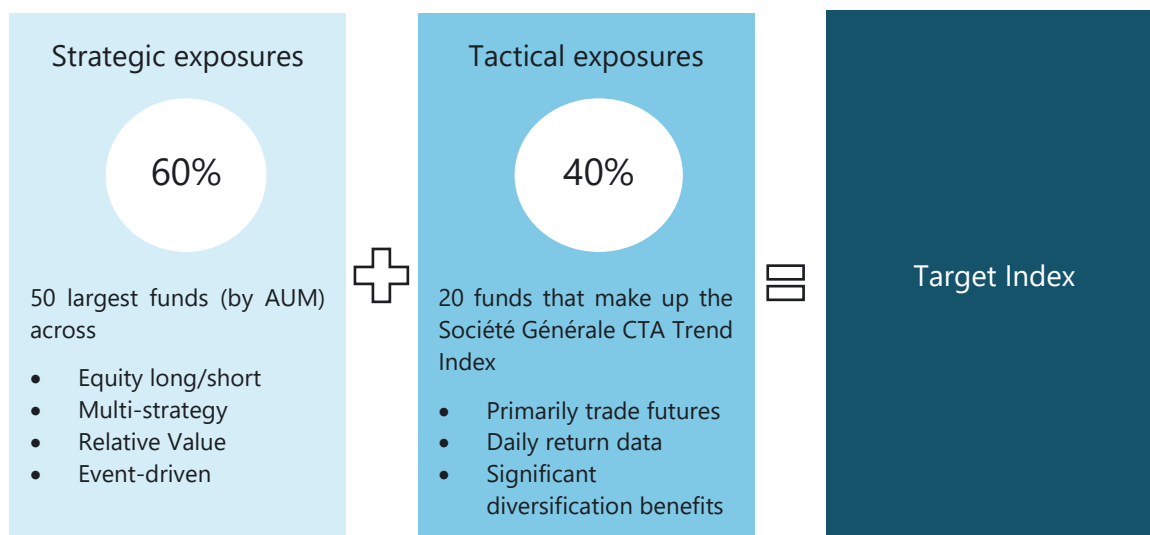 Strategic exposures
60%
50 largest funds (by AUM)
across
• Equity long/short
• Multi-strategy
• Relative Value
• Event-driven
Tactical exposures
40%
20 funds that make up the
Société Générale CTA Trend
Index
• Primarily trade futures
• Daily return data
• Significant
diversification benefits
Target Index